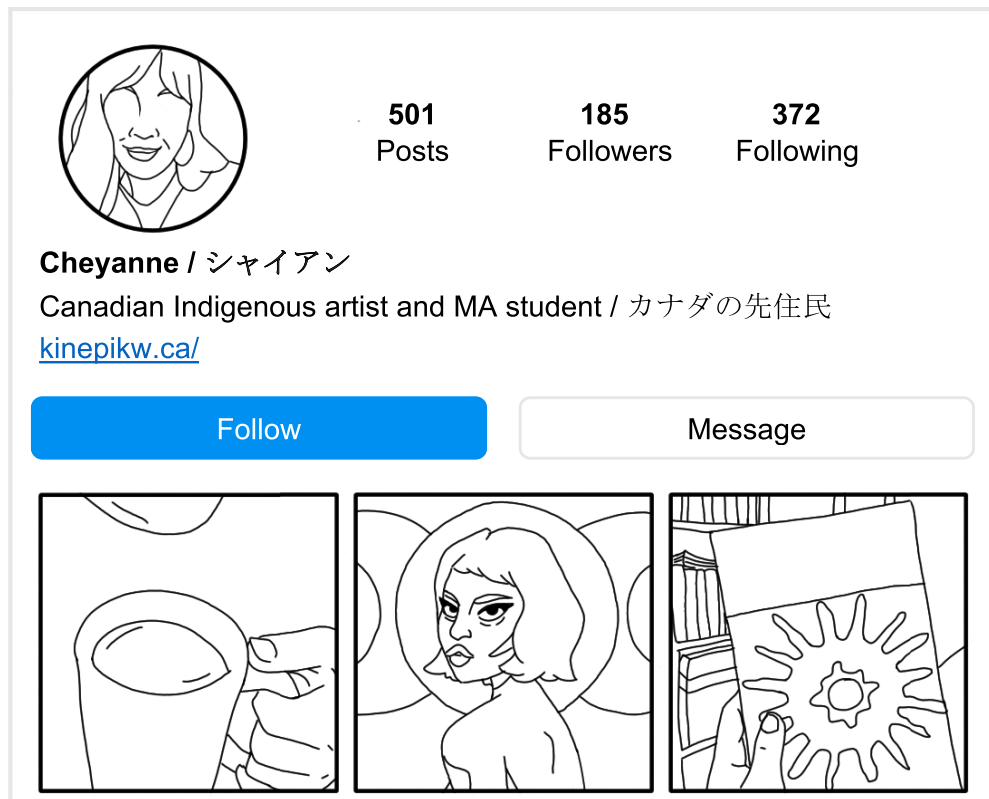 501 185 372
Posts Followers Following
Cheyanne / シャイアン
Canadian Indigenous artist and MA student / カナダの先住民
kinepikw.ca/
Follow Message